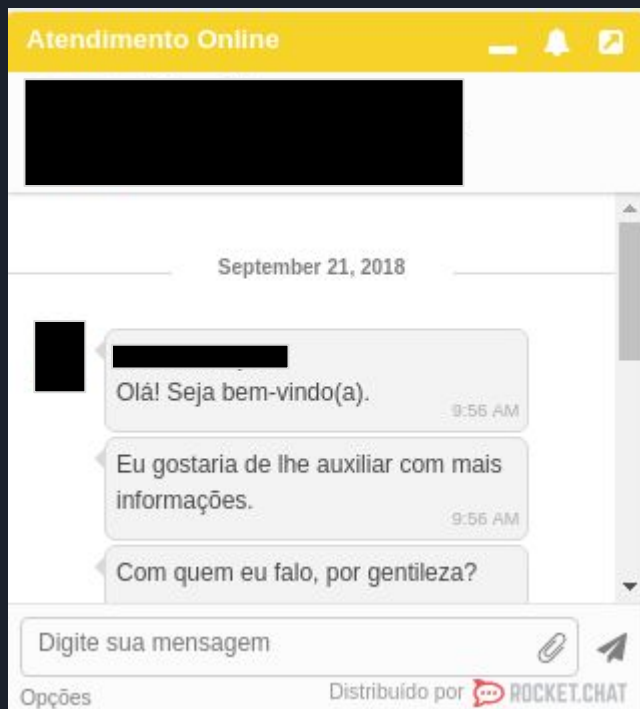 Atendimento Online
September 21, 2018
Olá! Seja bem-vindo(a).
9:56 AM
Eu gostaria de lhe auxiliar com mais
informações.
9:56 AM
Com quem eu falo, por gentileza?
Digite sua mensagem
Opções
Distribuído por ROCKET.CHAT